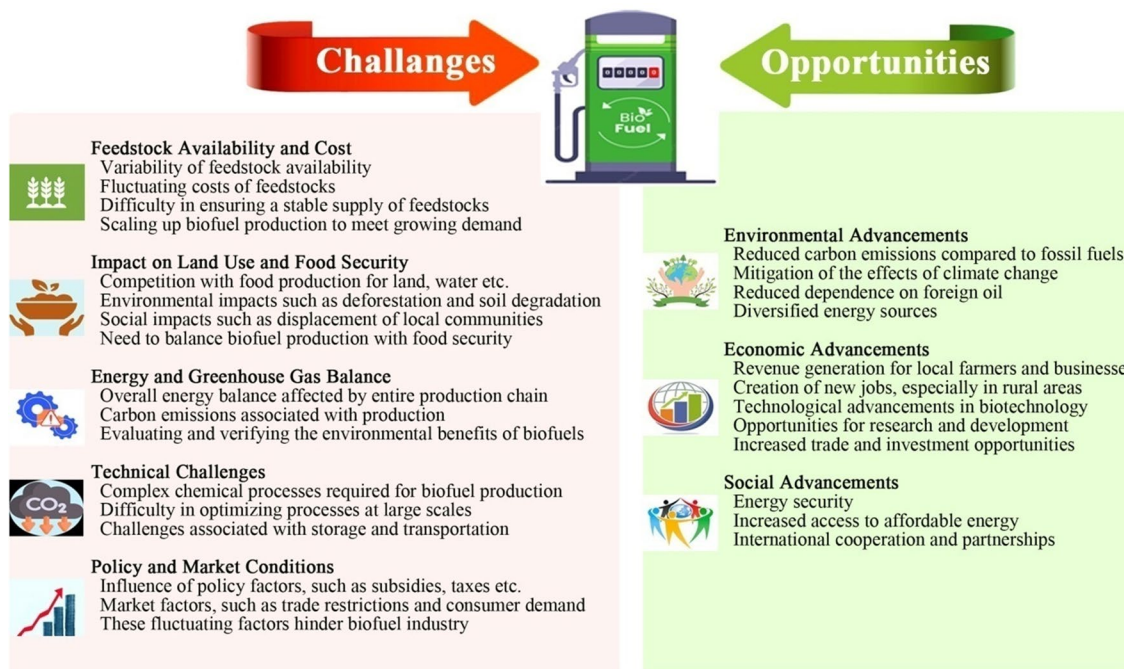 Challanges
Opportunities
00000
Bio
Fuel
Feedstock Availability and Cost
Variability of feedstock availability
Fluctuating costs of feedstocks
Difficulty in ensuring a stable supply of feedstocks
Scaling up biofuel production to meet growing demand
Impact on Land Use and Food Security
Competition with food production for land, water etc.
Environmental impacts such as deforestation and soil degradation
Social impacts such as displacement of local communities
Need to balance biofuel production with food security
Energy and Greenhouse Gas Balance
Overall energy balance affected by entire production chain
Carbon emissions associated with production
Evaluating and verifying the environmental benefits of biofuels
Technical Challenges
CO2
Complex chemical processes required for biofuel production
Difficulty in optimizing processes at large scales
Challenges associated with storage and transportation
Policy and Market Conditions
Influence of policy factors, such as subsidies, taxes etc.
Market factors, such as trade restrictions and consumer demand
These fluctuating factors hinder biofuel industry
Environmental Advancements
Reduced carbon emissions compared to fossil fuels
Mitigation of the effects of climate change
Reduced dependence on foreign oil
Diversified energy sources
Economic Advancements
Revenue generation for local farmers and businesse
Creation of new jobs, especially in rural areas
Technological advancements in biotechnology
Opportunities for research and development
Increased trade and investment opportunities
Social Advancements
Energy security
Increased access to affordable energy
International cooperation and partnerships